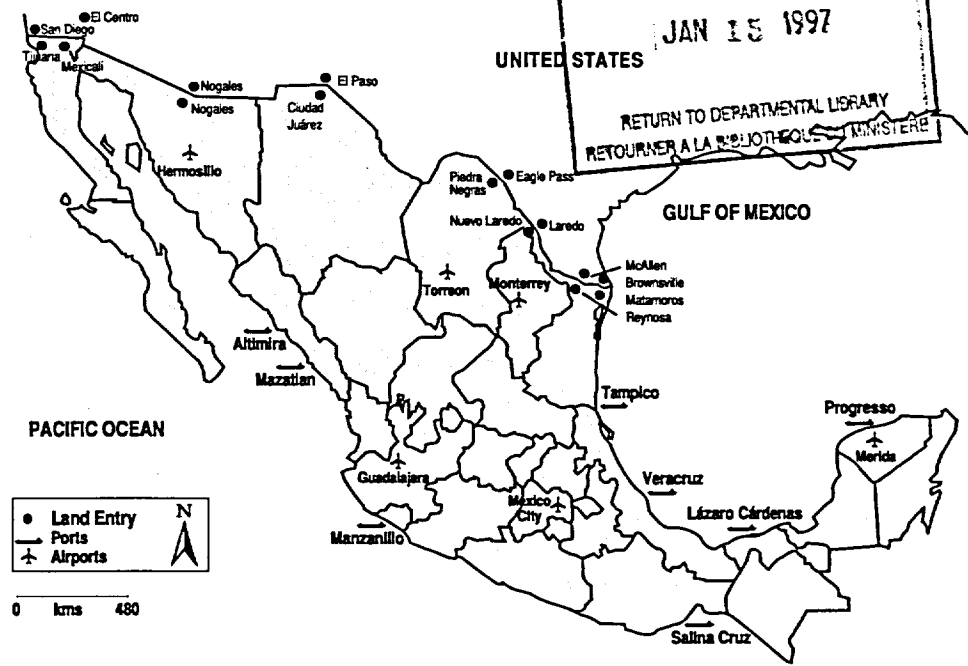 JAN 15 1997
RETURN TO DEPARTMENTAL LIBRARY
RETOURNER A LA BIBLIOTHEQUE MINISTERE
UNITED STATES
El Centro
San Diego
Tijuana
Mexicali
Nogales
Nogales
El Paso
Ciudad
Juárez
Hermosillo
Piedra
Negras
Eagle Pass
Nuevo Laredo
Laredo
GULF OF MEXICO
McAllen
Brownsville
Matamoros
Reynosa
Torreon
Monterrey
Altimira
Mazatlan
Tampico
PACIFIC OCEAN
Progresso
Merida
Guadalajara
Veracruz
Mexico
City
Lázaro Cárdenas
Manzanillo
Salina Cruz
Land Entry
Ports
Airports
N
0 kms 480